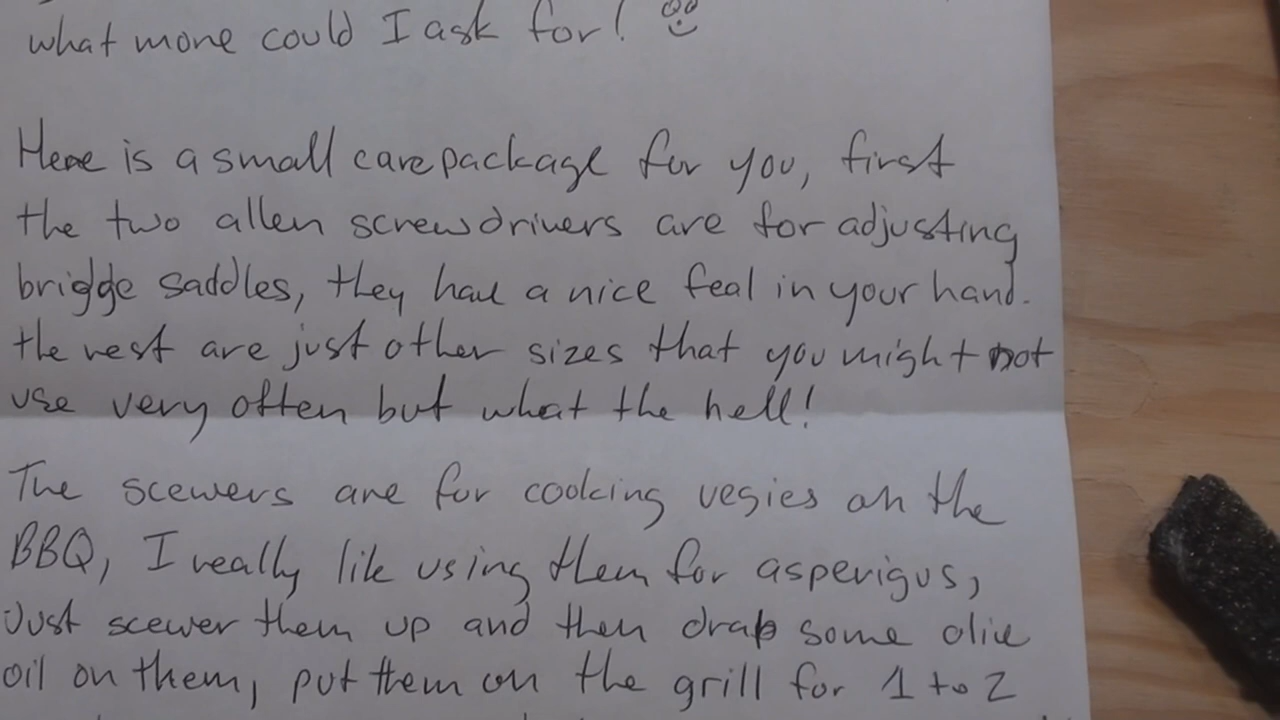 what more could I ask for!
Here is a small care package for you, first
the two allen screwdrivers are for adjusting
brigdge saddles, they have a nice feal in your hand.
the rest are just other sizes that you might not
use very often but what the hell!
The scewers are for cooking vegies on the
BBQ, I really like using them for asperigus,
Just scewer them up and then drap some olive
oil on them, put them on the grill for 1 to 2